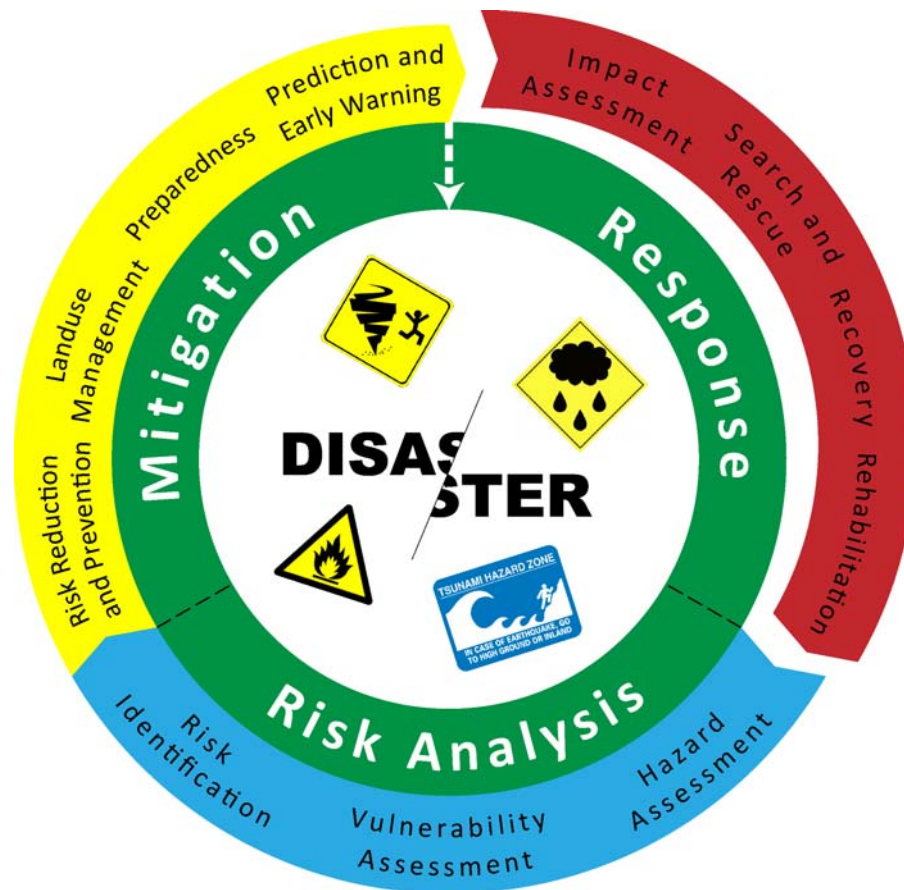 Prediction and
Early Warning
Preparedness
Landuse
Management
Risk Reduction
and Prevention
Mitigation
Impact
Assessment
Search and
Rescue
Recovery
Rehabilitation
Response
DISASTER
TSUNAMI HAZARD ZONE
IN CASE OF EARTHQUAKE, GO
TO HIGH GROUND OR INLAND
Risk Analysis
Hazard
Assessment
Vulnerability
Assessment
Risk
Identification